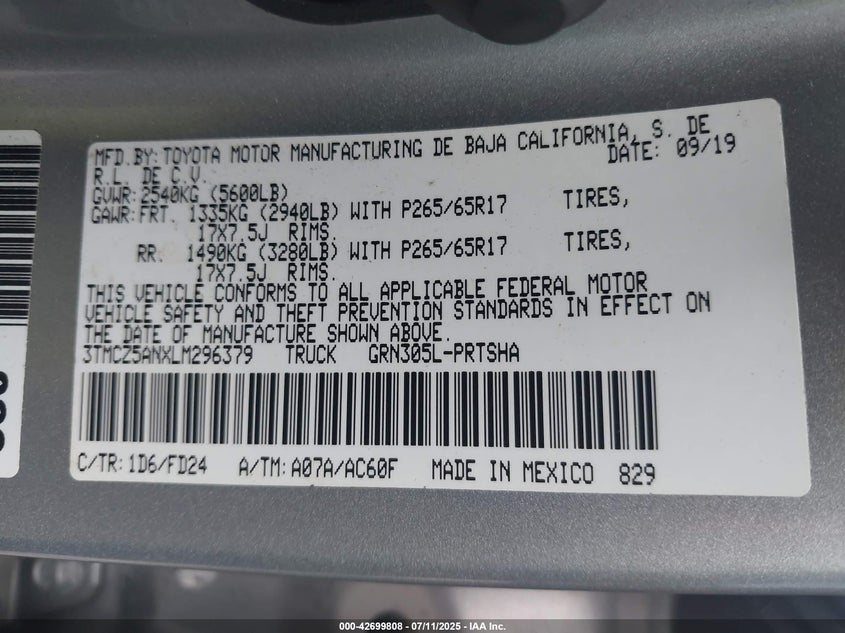 MFD.BY:TOYOTA MOTOR MANUFACTURING DE BAJA CALIFORNIA, S. DE
R.L. DE C.V. DATE: 09/19
GVWR:2540KG (5600LB)
GAWR:FRT. 1335KG (2940LB) WITH P265/65R17 TIRES,
17X7.5J RIMS.
RR. 1490KG (3280LB) WITH P265/65R17 TIRES,
17X7.5J RIMS.
THIS VEHICLE CONFORMS TO ALL APPLICABLE FEDERAL MOTOR
VEHICLE SAFETY AND THEFT PREVENTION STANDARDS IN EFFECT ON
THE DATE OF MANUFACTURE SHOWN ABOVE.
3TMCZ5ANXLM296379 TRUCK GRN305L-PRTSHA
C/TR:1D6/FD24 A/TM:A07A/AC60F MADE IN MEXICO 829
000-42699808 - 07/11/2025 - IAA Inc.